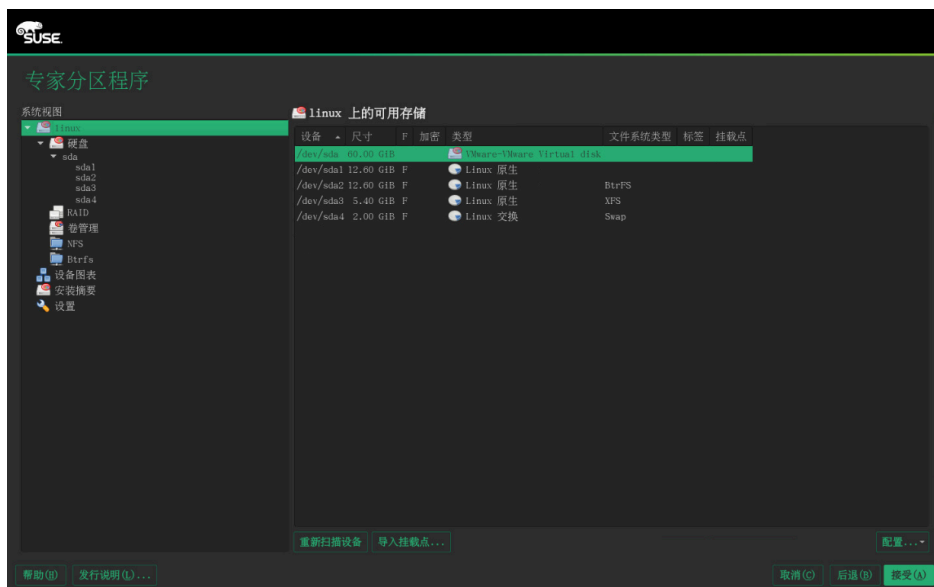 SUSE.
专家分区程序
系统视图
linux
硬盘
sda
sda1
sda2
sda3
sda4
RAID
卷管理
NFS
Btrfs
设备图表
安装摘要
设置
linux 上的可用存储
设备 尺寸 F 加密 类型 文件系统类型 标签 挂载点
/dev/sda 60.00 GiB VMware-VMware Virtual disk
/dev/sda1 12.60 GiB F Linux 原生
/dev/sda2 12.60 GiB F Linux 原生 BtrFS
/dev/sda3 5.40 GiB F Linux 原生 XFS
/dev/sda4 2.00 GiB F Linux 交换 Swap
重新扫描设备 导入挂载点... 配置...
帮助(H) 发行说明(L)... 取消(C) 后退(B) 接受(A)